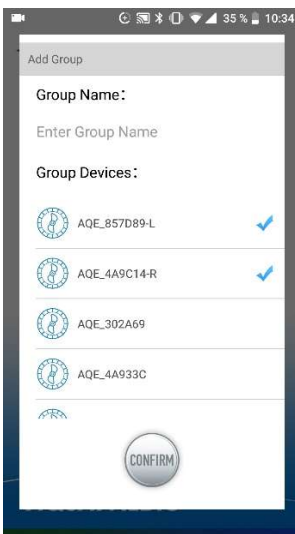 35 % 10:34
Add Group
Group Name:
Enter Group Name
Group Devices:
AQE_857D89-L
AQE_4A9C14-R
AQE_302A69
AQE_4A933C
CONFIRM